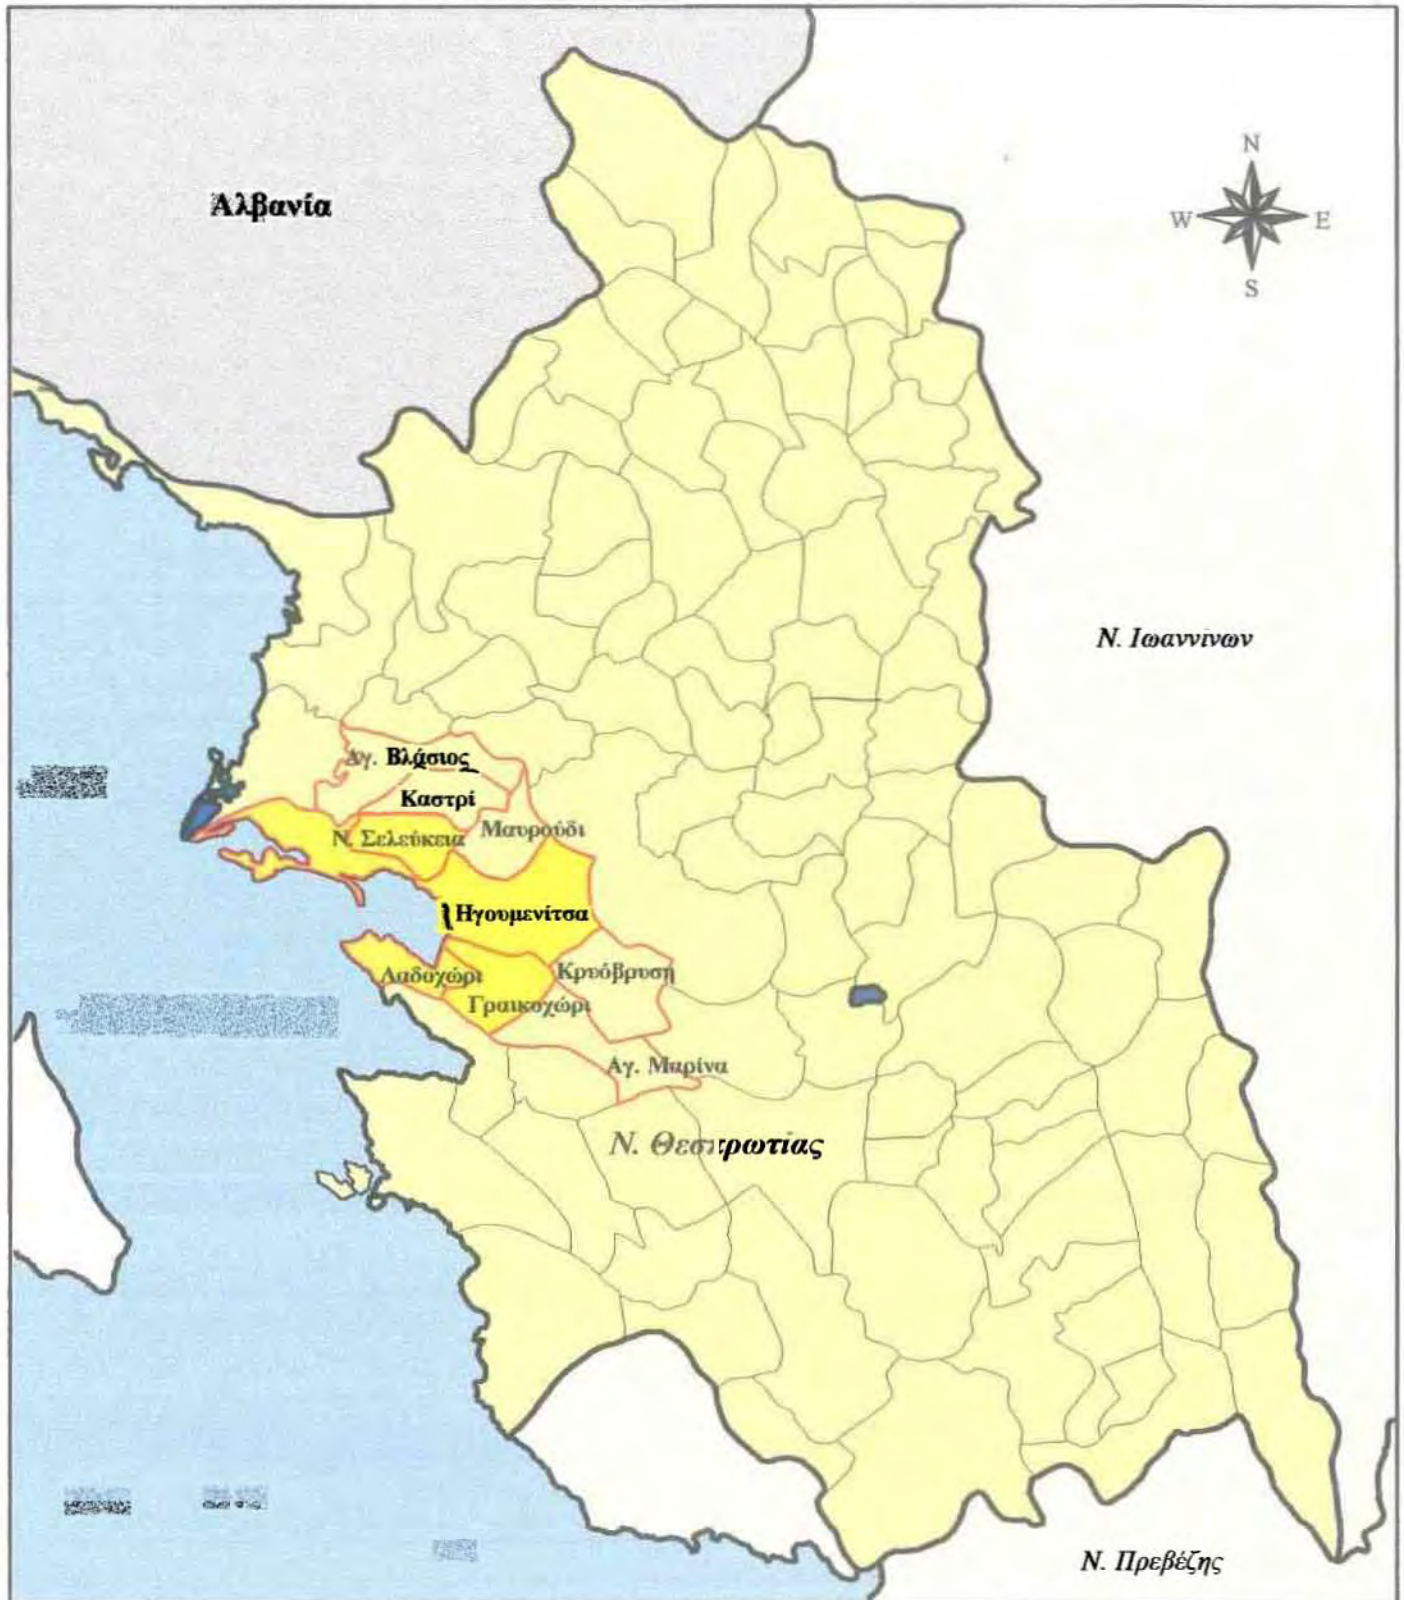 N
Αλβανία
W E
S
Ν. Ιωαννίνων
Αγ. Βλάσιος
Καστρί
Μαυρούδι
Ν. Σελεύκεια
Ηγουμενίτσα
Λαδοχώρι
Κρυόβρυση
Γραικοχώρι
Αγ. Μαρίνα
Ν. Θεσπρωτίας
Ν. Πρεβέζης